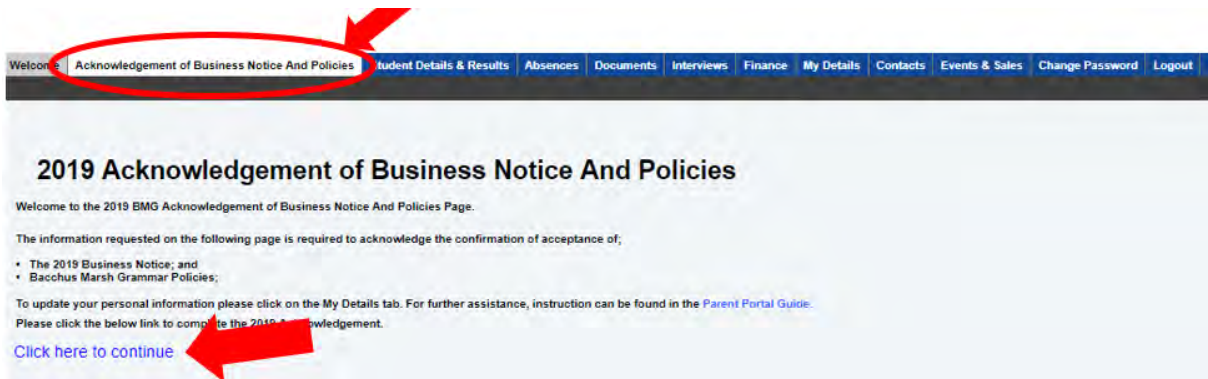 Welcome Acknowledgement of Business Notice And Policies Student Details & Results Absences Documents Interviews Finance My Details Contacts Events & Sales Change Password Logout
2019 Acknowledgement of Business Notice And Policies
Welcome to the 2019 BMG Acknowledgement of Business Notice And Policies Page.
The information requested on the following page is required to acknowledge the confirmation of acceptance of;
• The 2019 Business Notice; and
• Bacchus Marsh Grammar Policies;
To update your personal information please click on the My Details tab. For further assistance, instruction can be found in the Parent Portal Guide.
Please click the below link to complete the 2019 Acknowledgement.
Click here to continue